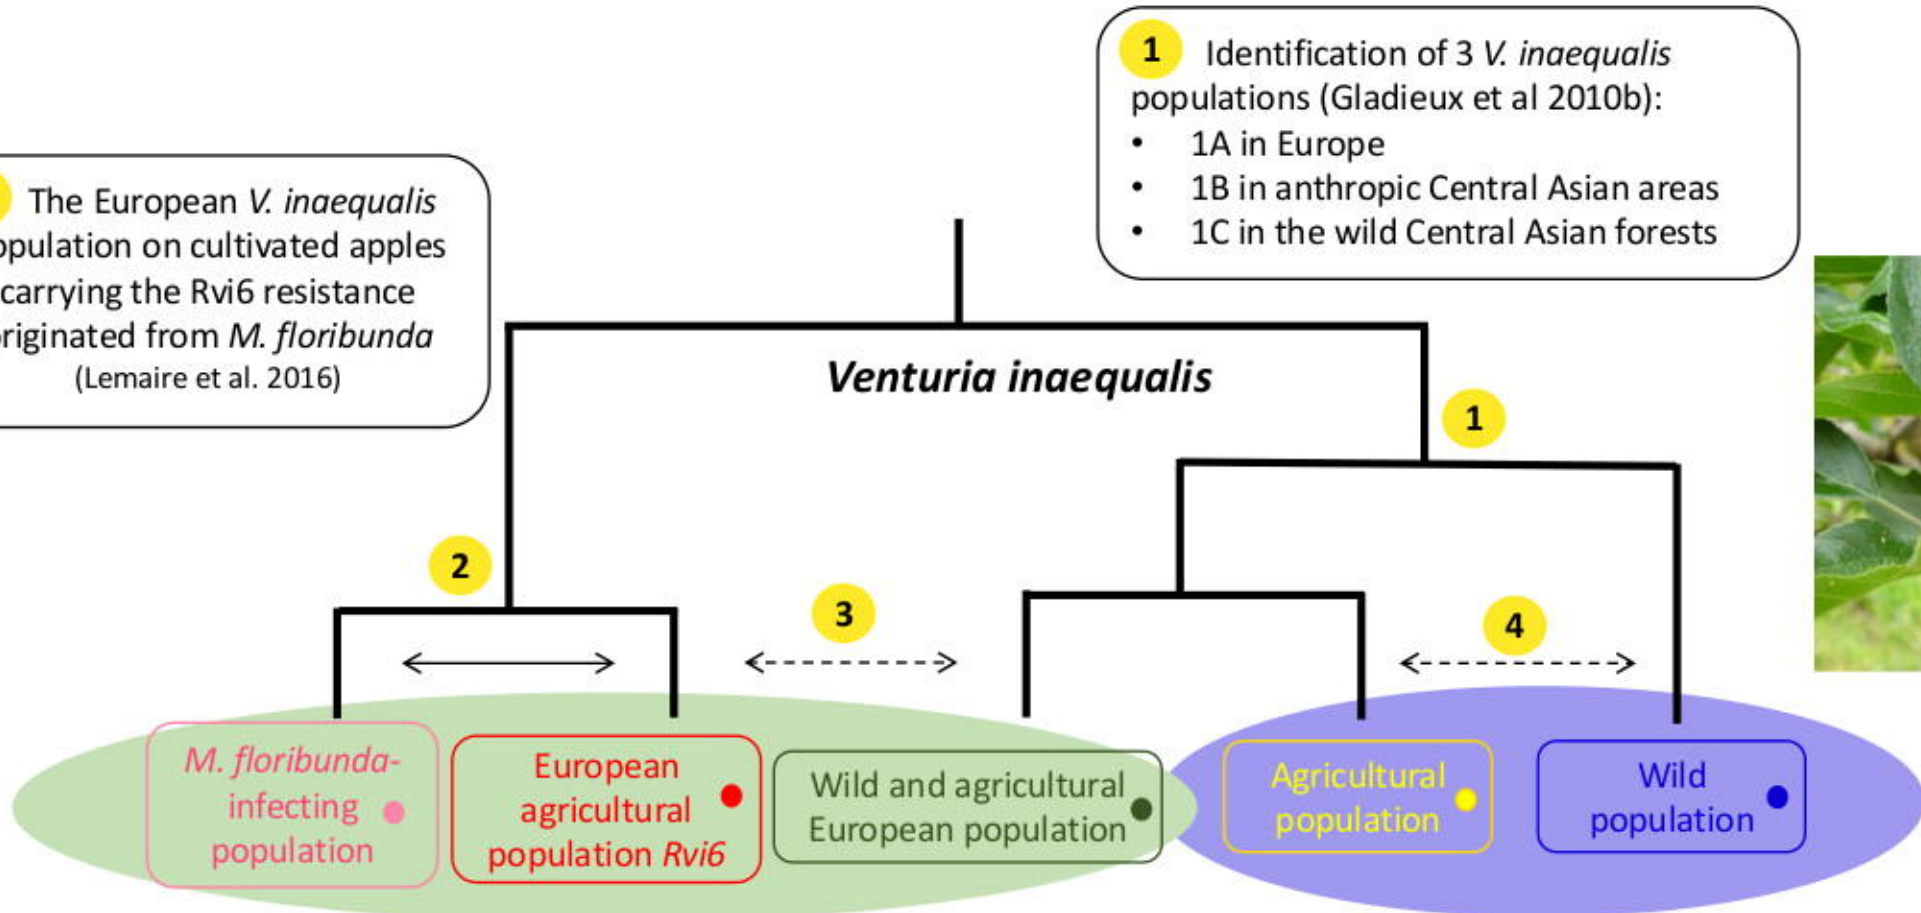 1 Identification of 3 V. inaequalis
populations (Gladieux et al 2010b):
• 1A in Europe
• 1B in anthropic Central Asian areas
• 1C in the wild Central Asian forests
The European V. inaequalis
opulation on cultivated apples
carrying the Rvi6 resistance
riginated from M. floribunda
(Lemaire et al. 2016)
Venturia inaequalis
1
2
3
4
M. floribunda-
infecting
population
European
agricultural
population Rvi6
Wild and agricultural
European population
Agricultural
population
Wild
population